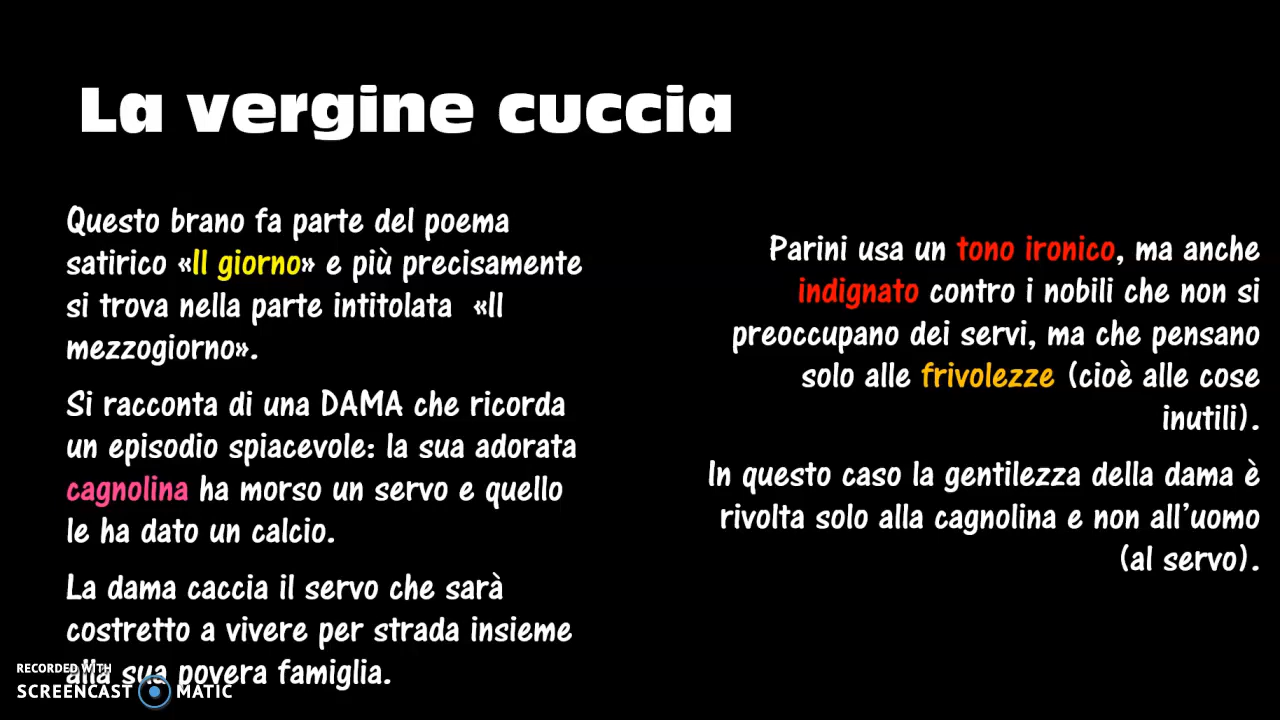 La vergine cuccia
Questo brano fa parte del poema
satirico «Il giorno» e più precisamente
si trova nella parte intitolata «Il
mezzogiorno».
Si racconta di una DAMA che ricorda
un episodio spiacevole: la sua adorata
cagnolina ha morso un servo e quello
le ha dato un calcio.
La dama caccia il servo che sarà
costretto a vivere per strada insieme
alla sua povera famiglia.
Parini usa un tono ironico, ma anche
indignato contro i nobili che non si
preoccupano dei servi, ma che pensano
solo alle frivolezze (cioè alle cose
inutili).
In questo caso la gentilezza della dama è
rivolta solo alla cagnolina e non all'uomo
(al servo).
RECORDED WITH
SCREENCAST MATIC